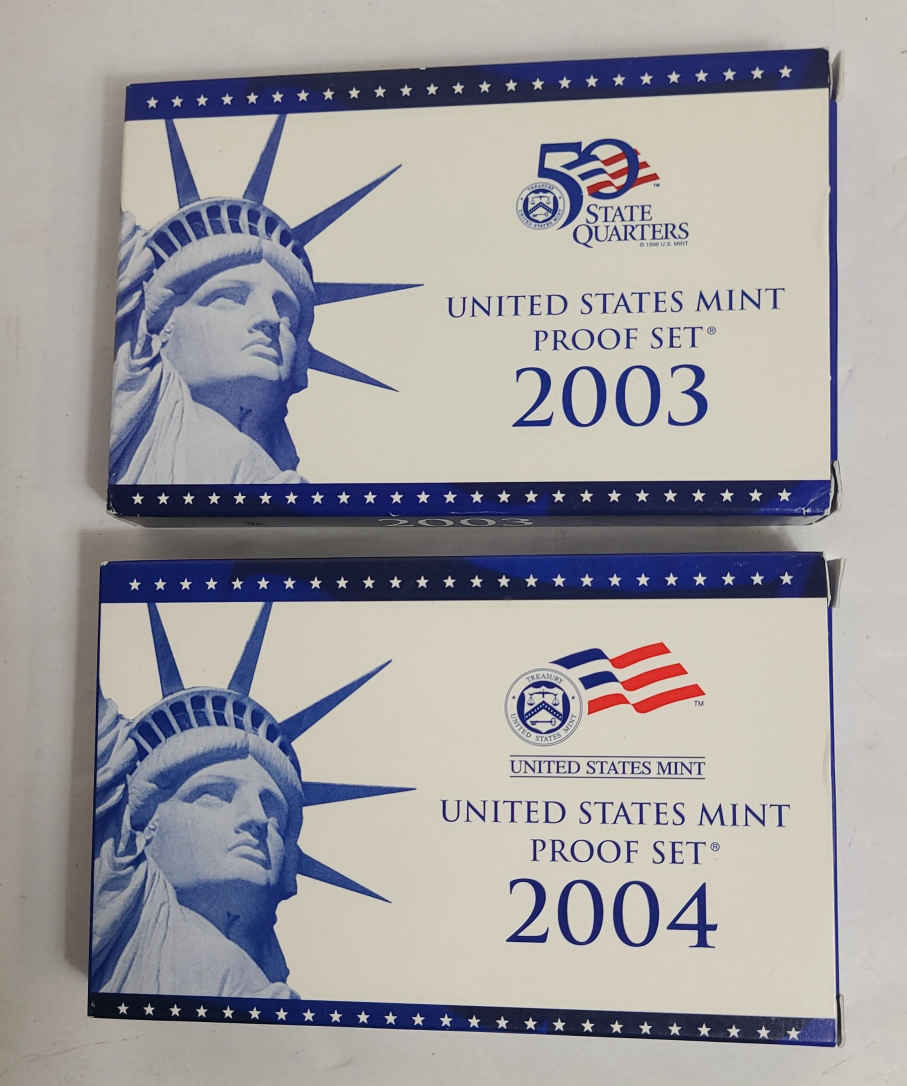 50
STATE
QUARTERS
© 1998 U.S. MINT
UNITED STATES MINT
PROOF SET®
2003
2003
TREASURY
UNITED STATES MINT
TM
UNITED STATES MINT
UNITED STATES MINT
PROOF SET®
2004